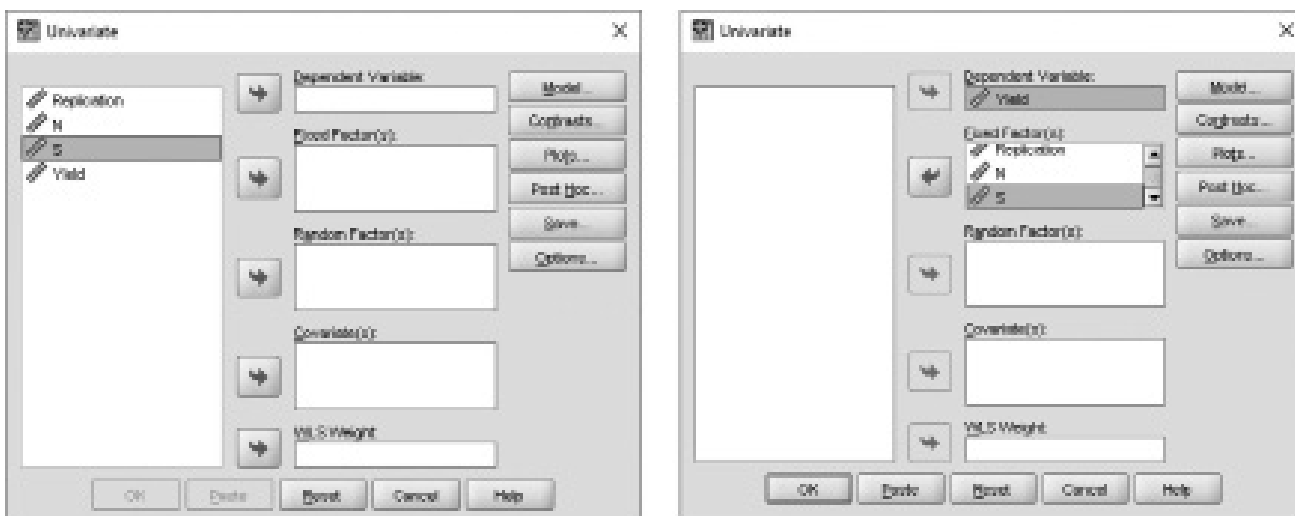 Univariate
Replication
N
S
Yield
Dependent Variable:
Fixed Factor(s):
Random Factor(s):
Covariate(s):
WLS Weight:
Model...
Contrasts...
Plots...
Post Hoc...
Save...
Options...
OK
Paste
Reset
Cancel
Help
Univariate
Dependent Variable:
Yield
Fixed Factor(s):
Replication
N
S
Random Factor(s):
Covariate(s):
WLS Weight:
Model...
Contrasts...
Plots...
Post Hoc...
Save...
Options...
OK
Paste
Reset
Cancel
Help